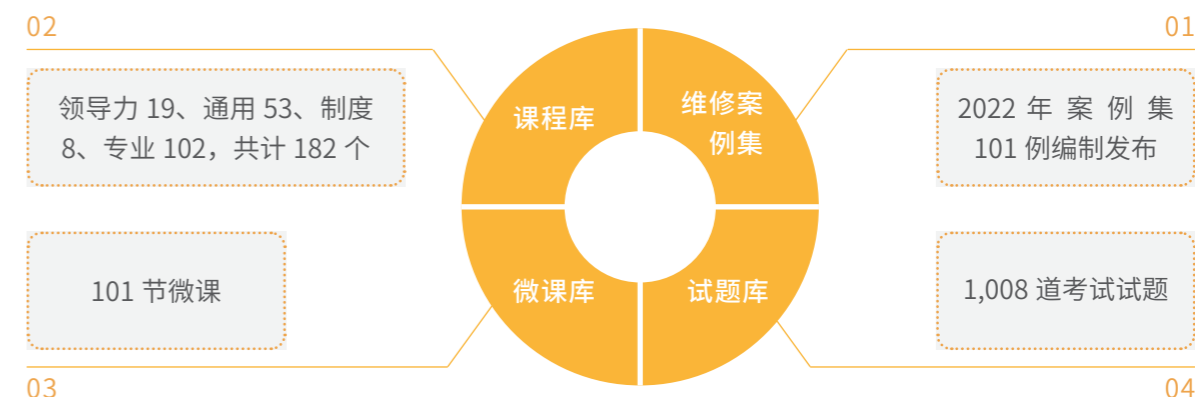 02
01
领导力 19、通用 53、制度
8、专业 102，共计 182 个
课程库
维修案
例集
2022 年 案 例 集
101 例编制发布
101 节微课
微课库
试题库
1,008 道考试试题
03
04